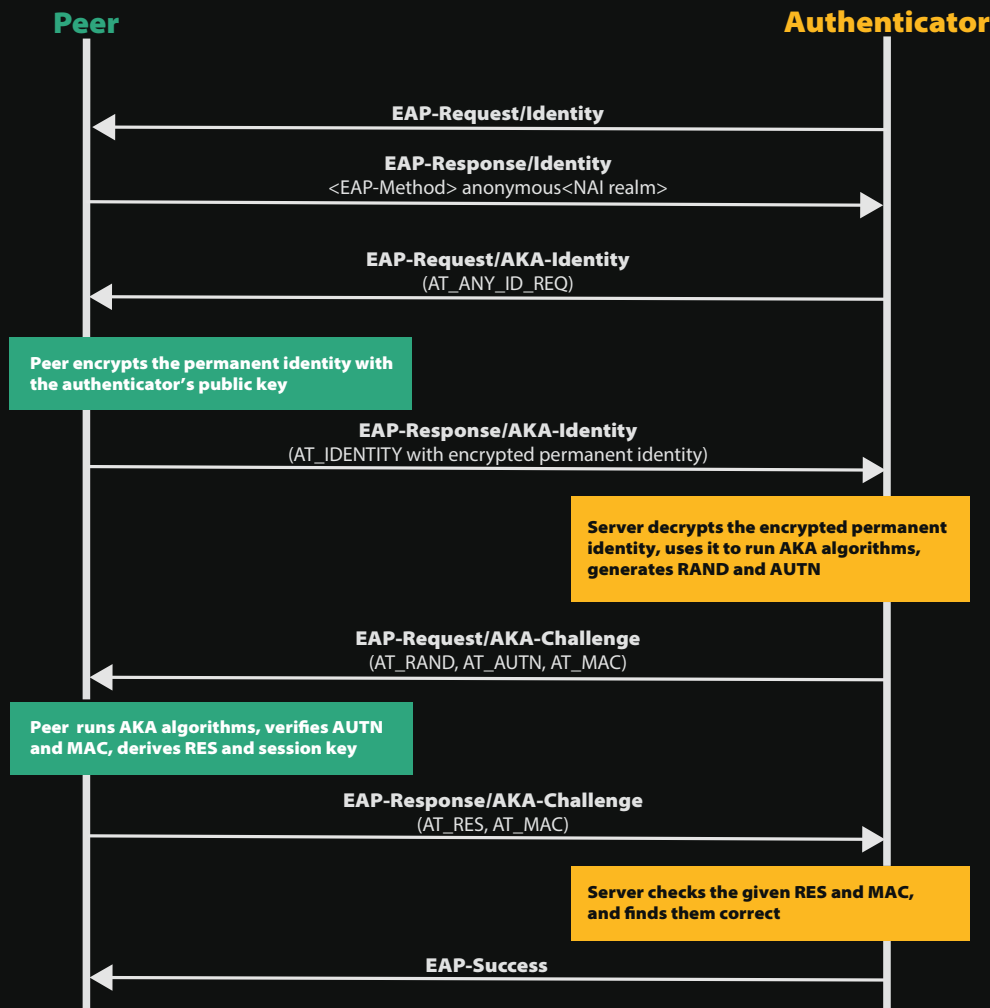 Peer
Authenticator
EAP-Request/Identity
EAP-Response/Identity
<EAP-Method> anonymous<NAI realm>
EAP-Request/AKA-Identity
(AT_ANY_ID_REQ)
Peer encrypts the permanent identity with
the authenticator's public key
EAP-Response/AKA-Identity
(AT_IDENTITY with encrypted permanent identity)
Server decrypts the encrypted permanent
identity, uses it to run AKA algorithms,
generates RAND and AUTN
EAP-Request/AKA-Challenge
(AT_RAND, AT_AUTN, AT_MAC)
Peer runs AKA algorithms, verifies AUTN
and MAC, derives RES and session key
EAP-Response/AKA-Challenge
(AT_RES, AT_MAC)
Server checks the given RES and MAC,
and finds them correct
EAP-Success